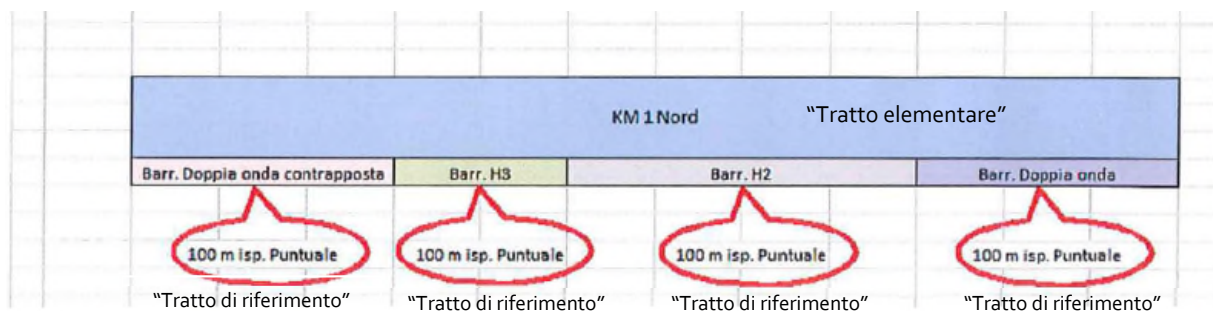 KM 1 Nord “Tratto elementare”
Barr. Doppia onda contrapposta Barr. H3 Barr. H2 Barr. Doppia onda
100 m isp. Puntuale 100 m isp. Puntuale 100 m isp. Puntuale 100 m isp. Puntuale
“Tratto di riferimento” “Tratto di riferimento” “Tratto di riferimento” “Tratto di riferimento”